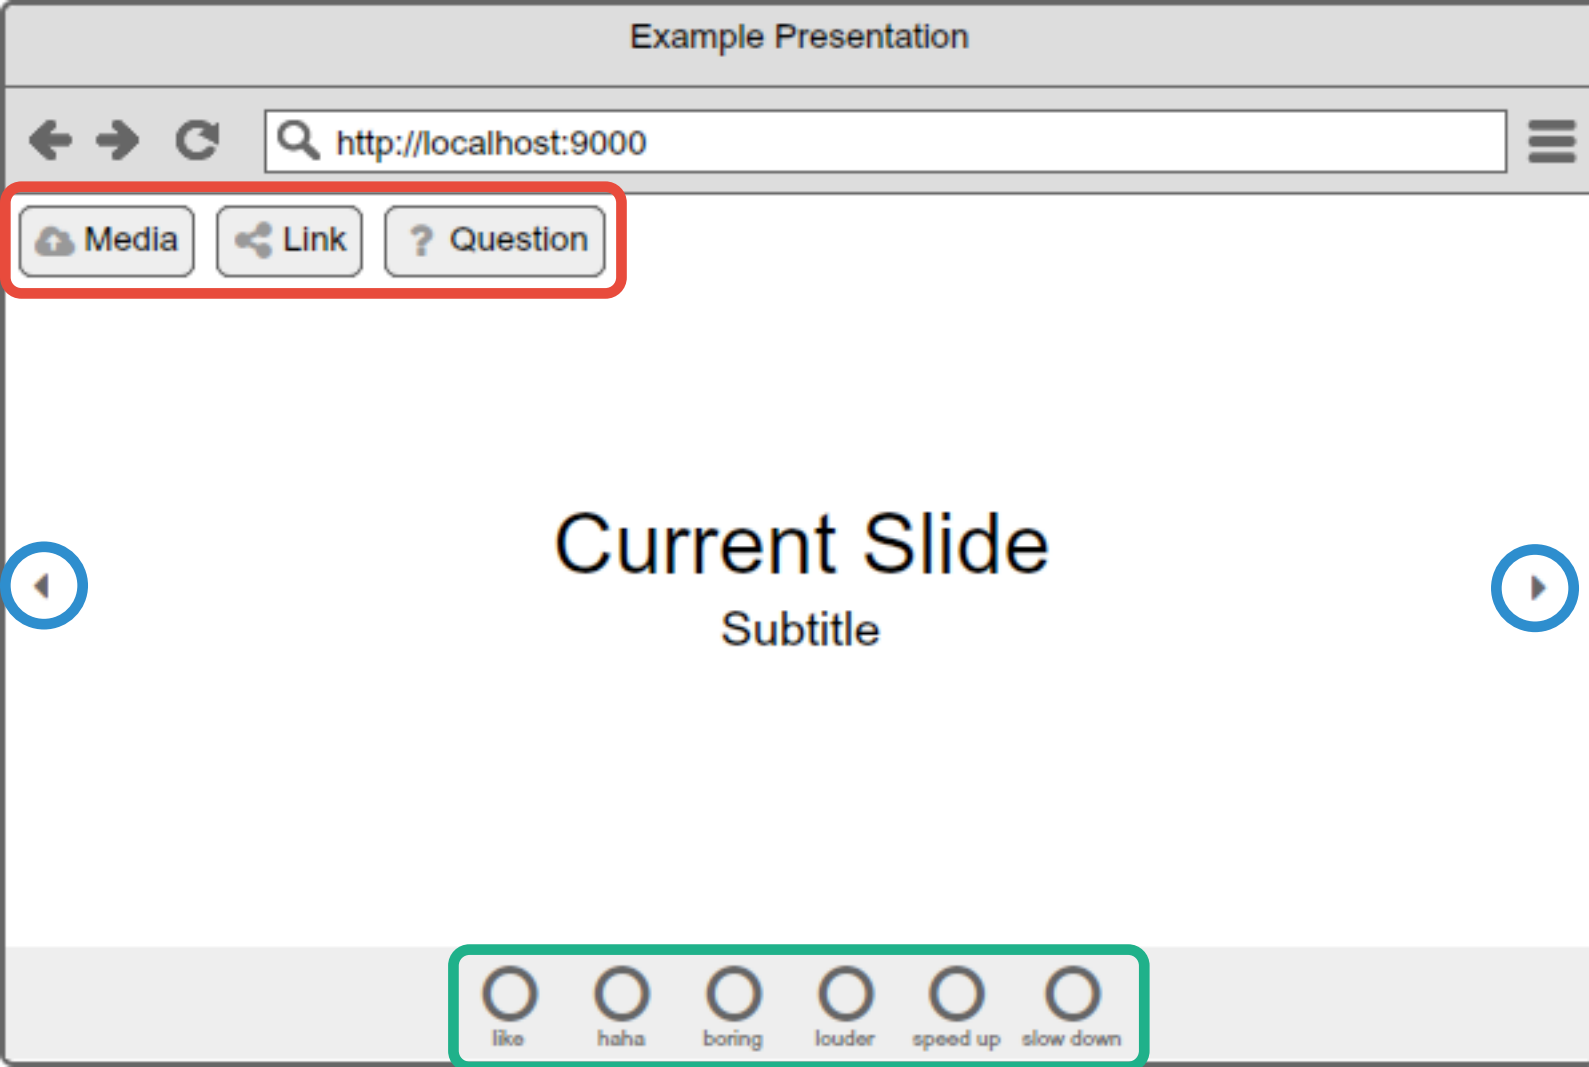 Example Presentation
http://localhost:9000
Media Link ? Question
Current Slide
Subtitle
like haha boring louder speed up slow down